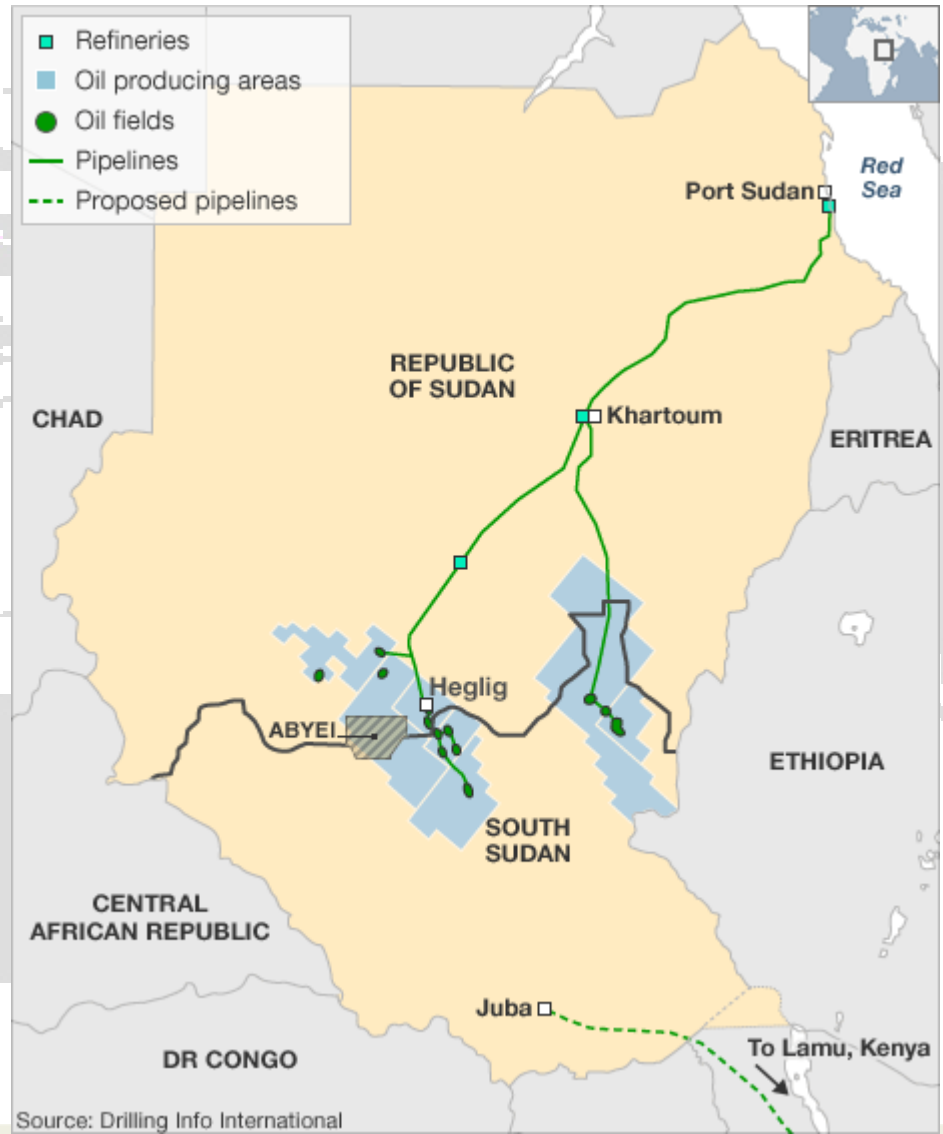 Refineries
Oil producing areas
Oil fields
Pipelines
Proposed pipelines
Red
Sea
Port Sudan
REPUBLIC
OF SUDAN
CHAD
Khartoum
ERITREA
Heglig
ABYEI
ETHIOPIA
SOUTH
SUDAN
CENTRAL
AFRICAN REPUBLIC
Juba
To Lamu, Kenya
DR CONGO
Source: Drilling Info International